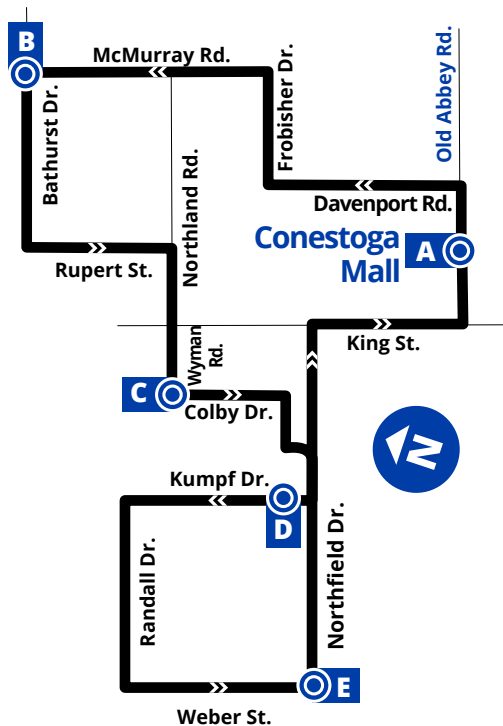 B
McMurray Rd.
Frobisher Dr.
Old Abbey Rd.
Bathurst Dr.
Northland Rd.
Davenport Rd.
Conestoga
Mall
A
Rupert St.
King St.
Wyman
Rd.
C
Colby Dr.
N
Kumpf Dr.
D
Randall Dr.
Northfield Dr.
E
Weber St.